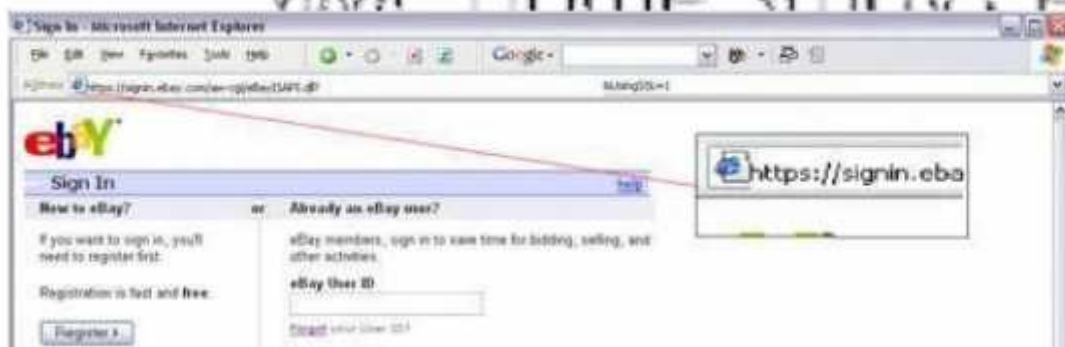 Sign In - Microsoft Internet Explorer
File Edit View Favorites Tools Help
Google
Address https://signin.ebay.com/aw-cgi/eBayISAPI.dll
https://signin.eba
ebY
Sign In help
New to eBay? or Already an eBay user?
If you want to sign in, you'll
need to register first.
eBay members, sign in to save time for bidding, selling, and
other activities.
Registration is fast and free.
eBay User ID
Register >
Forgot your User ID?